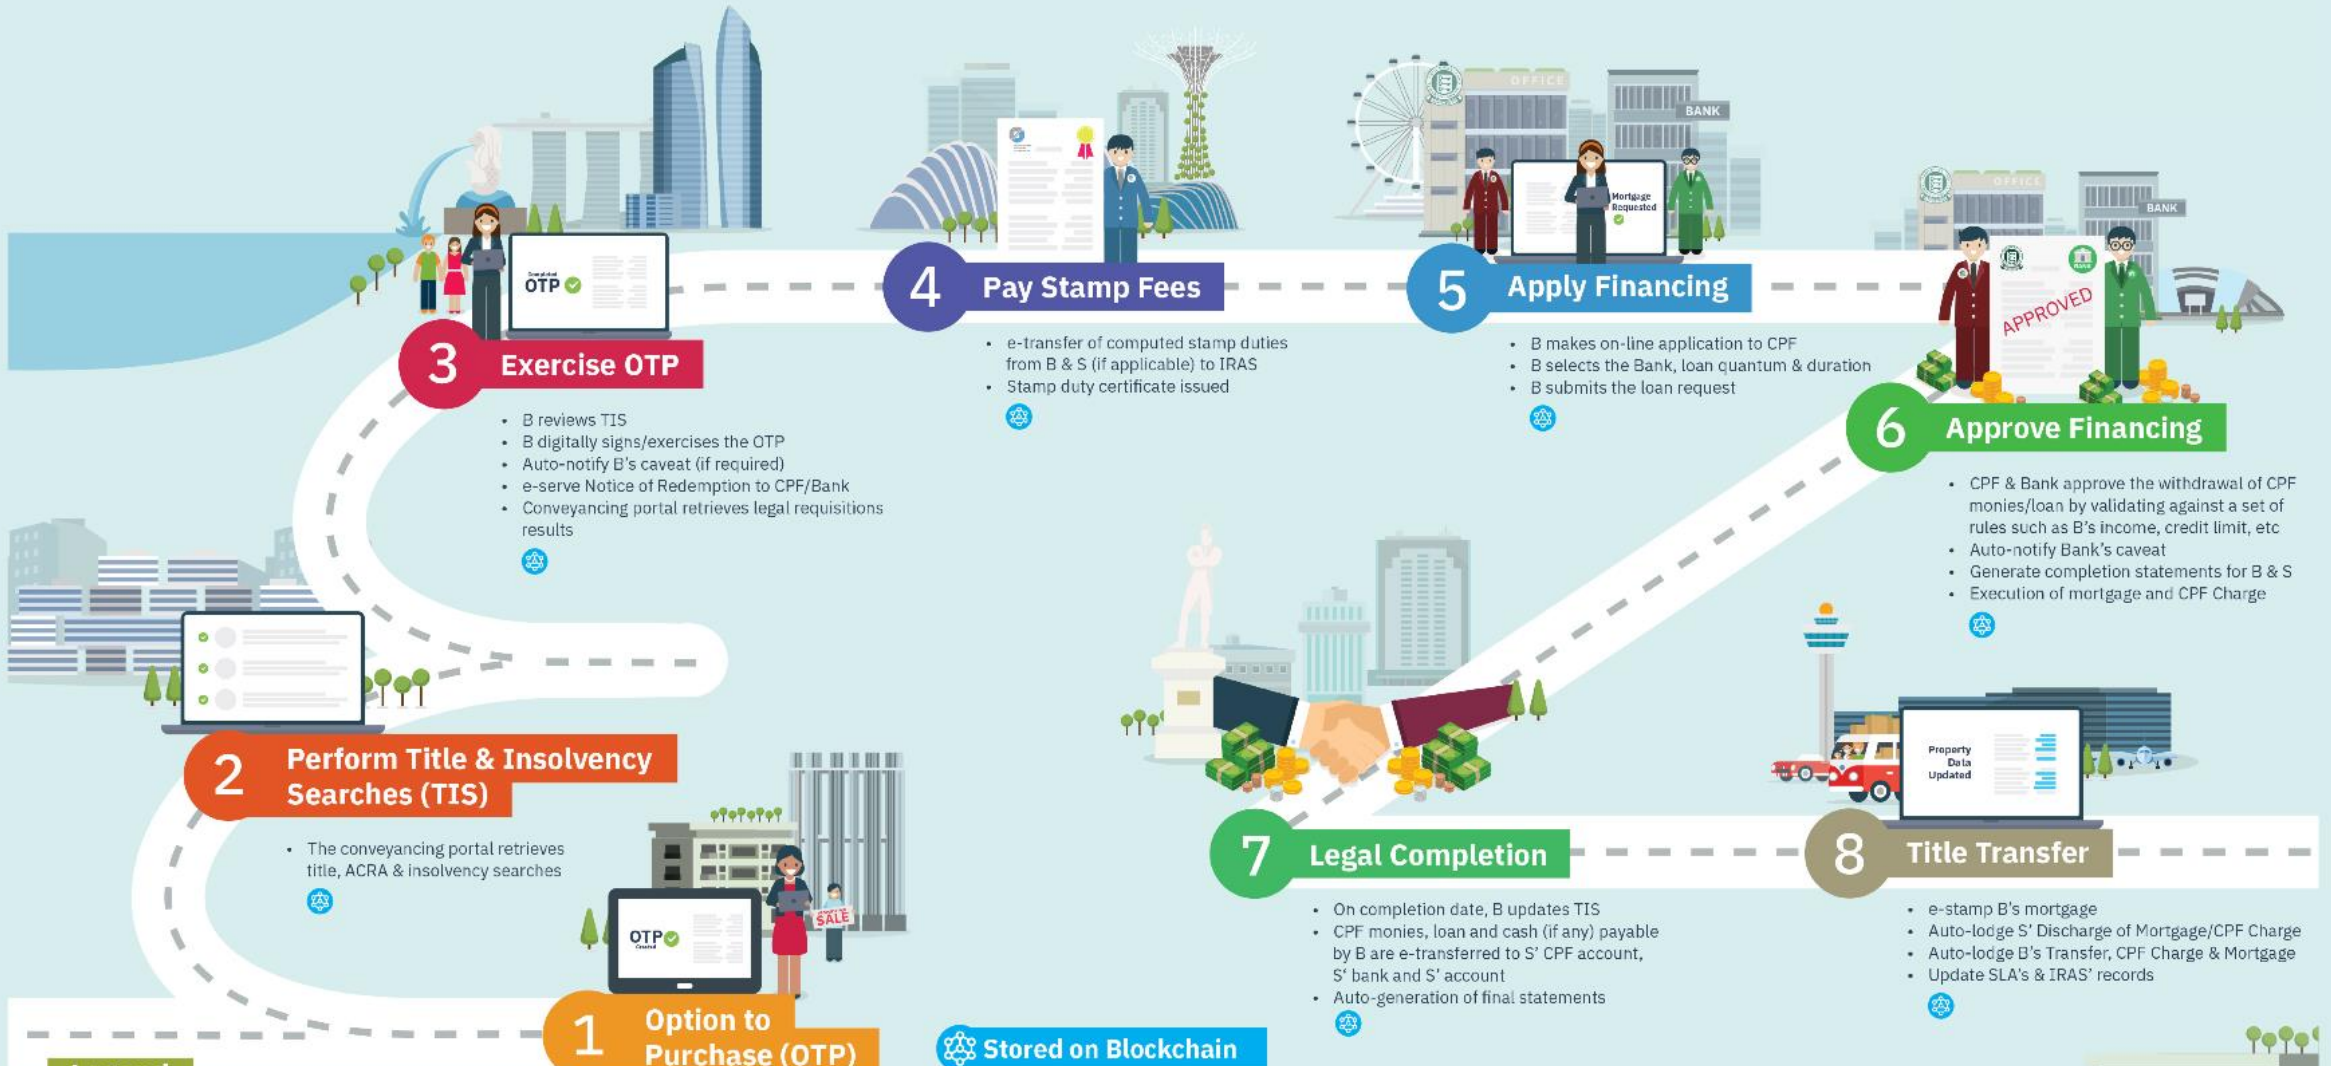 1
Option to
Purchase (OTP)
OTP
Created
SALE
2
Perform Title & Insolvency
Searches (TIS)
• The conveyancing portal retrieves
title, ACRA & insolvency searches
3
Exercise OTP
Completed
OTP
• B reviews TIS
• B digitally signs/exercises the OTP
• Auto-notify B's caveat (if required)
• e-serve Notice of Redemption to CPF/Bank
• Conveyancing portal retrieves legal requisitions
results
4
Pay Stamp Fees
• e-transfer of computed stamp duties
from B & S (if applicable) to IRAS
• Stamp duty certificate issued
5
Apply Financing
OFFICE
BANK
Mortgage
Requested
• B makes on-line application to CPF
• B selects the Bank, loan quantum & duration
• B submits the loan request
6
Approve Financing
OFFICE
BANK
BANK
APPROVED
• CPF & Bank approve the withdrawal of CPF
monies/loan by validating against a set of
rules such as B's income, credit limit, etc
• Auto-notify Bank's caveat
• Generate completion statements for B & S
• Execution of mortgage and CPF Charge
7
Legal Completion
• On completion date, B updates TIS
• CPF monies, loan and cash (if any) payable
by B are e-transferred to S' CPF account,
S' bank and S' account
• Auto-generation of final statements
8
Title Transfer
Property
Data
Updated
• e-stamp B's mortgage
• Auto-lodge S' Discharge of Mortgage/CPF Charge
• Auto-lodge B's Transfer, CPF Charge & Mortgage
• Update SLA's & IRAS' records
Stored on Blockchain